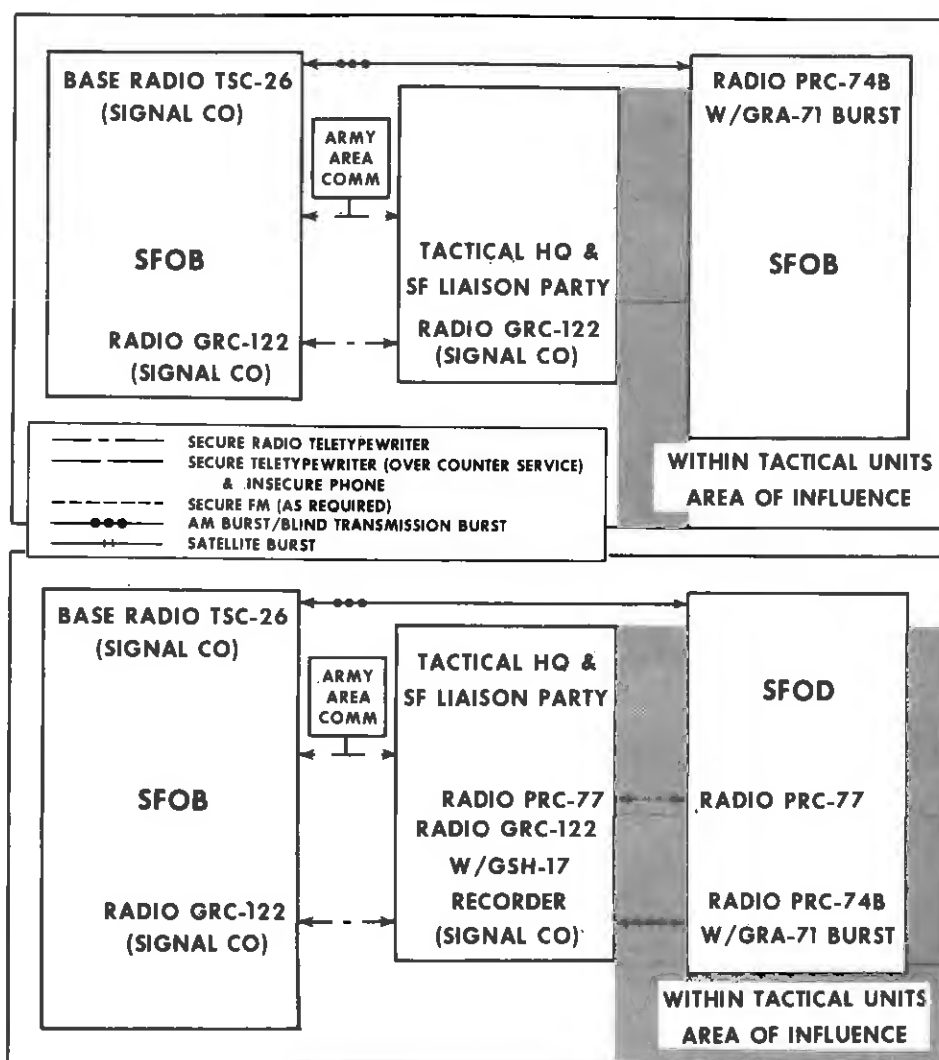 BASE RADIO TSC-26
(SIGNAL CO)
SFOB
RADIO GRC-122
(SIGNAL CO)
ARMY
AREA
COMM
TACTICAL HQ &
SF LIAISON PARTY
RADIO GRC-122
(SIGNAL CO)
RADIO PRC-74B
W/GRA-71 BURST
SFOB
WITHIN TACTICAL UNITS
AREA OF INFLUENCE
SECURE RADIO TELETYPEWRITER
SECURE TELETYPEWRITER (OVER COUNTER SERVICE)
& INSECURE PHONE
SECURE FM (AS REQUIRED)
AM BURST/BLIND TRANSMISSION BURST
SATELLITE BURST
BASE RADIO TSC-26
(SIGNAL CO)
SFOB
RADIO GRC-122
(SIGNAL CO)
ARMY
AREA
COMM
TACTICAL HQ &
SF LIAISON PARTY
RADIO PRC-77
RADIO GRC-122
W/GSH-17
RECORDER
(SIGNAL CO)
SFOD
RADIO PRC-77
RADIO PRC-74B
W/GRA-71 BURST
WITHIN TACTICAL UNITS
AREA OF INFLUENCE